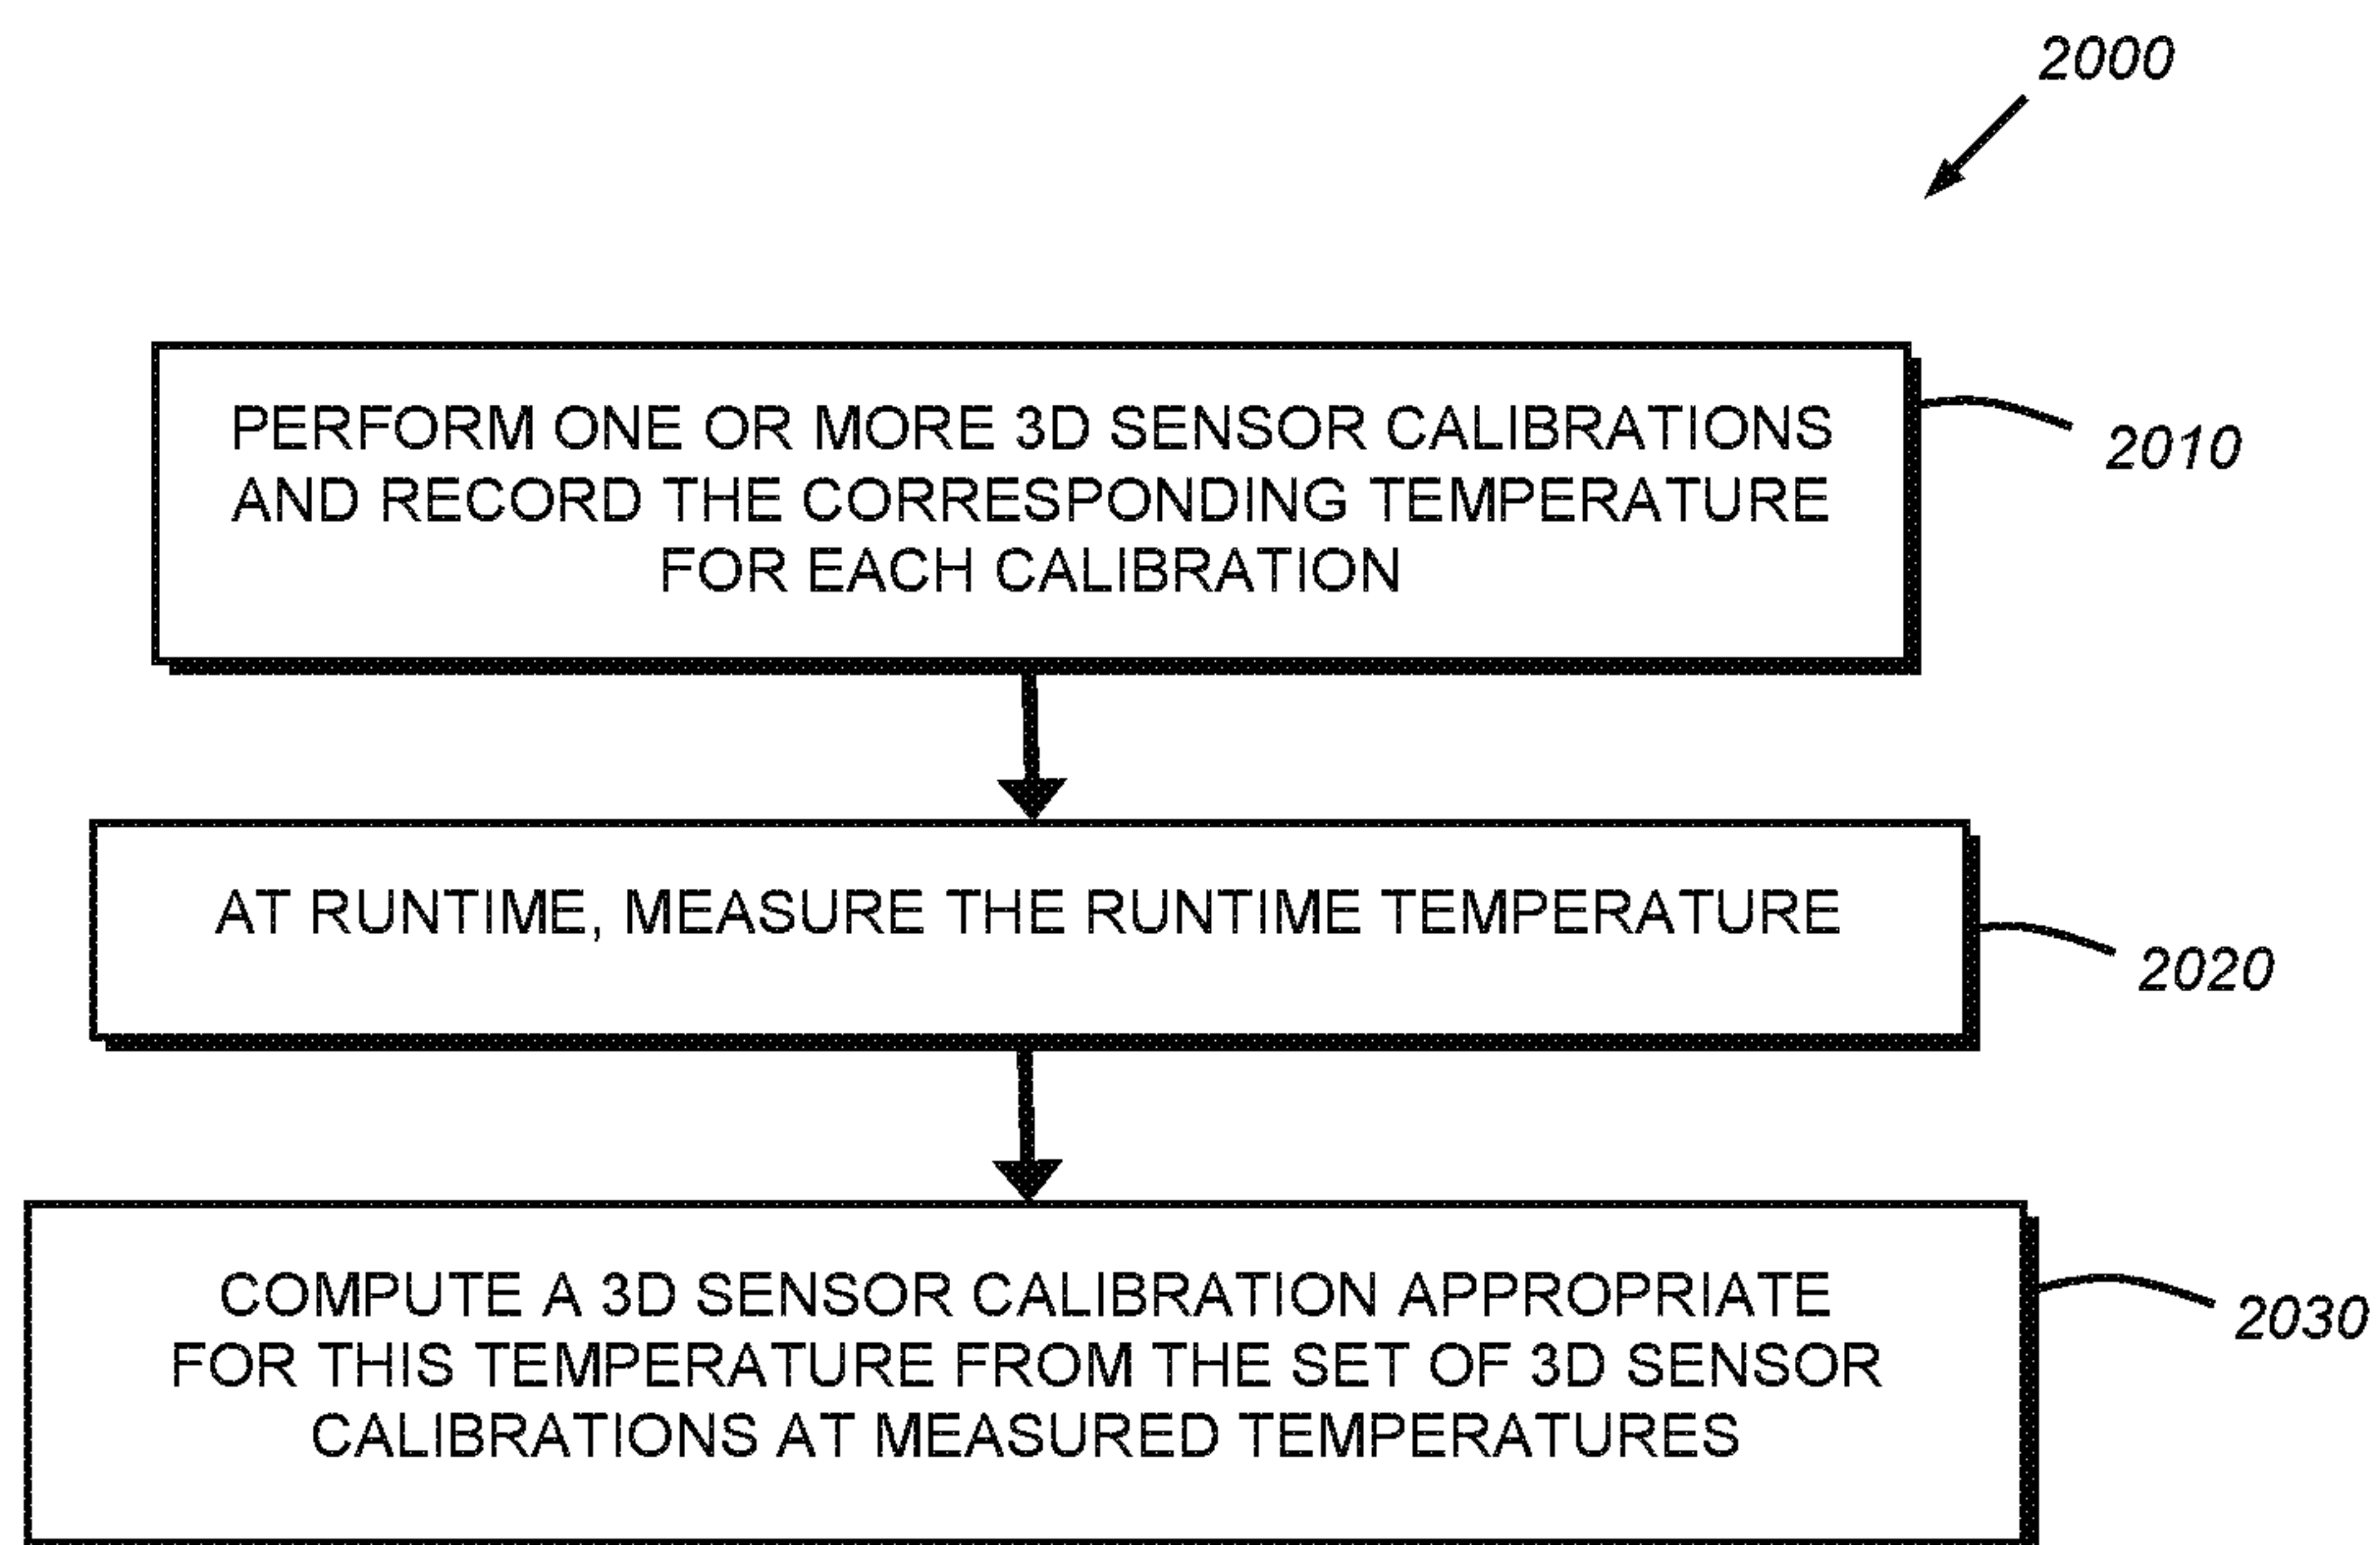 2000
PERFORM ONE OR MORE 3D SENSOR CALIBRATIONS
AND RECORD THE CORRESPONDING TEMPERATURE
FOR EACH CALIBRATION
2010
AT RUNTIME, MEASURE THE RUNTIME TEMPERATURE
2020
COMPUTE A 3D SENSOR CALIBRATION APPROPRIATE
FOR THIS TEMPERATURE FROM THE SET OF 3D SENSOR
CALIBRATIONS AT MEASURED TEMPERATURES
2030